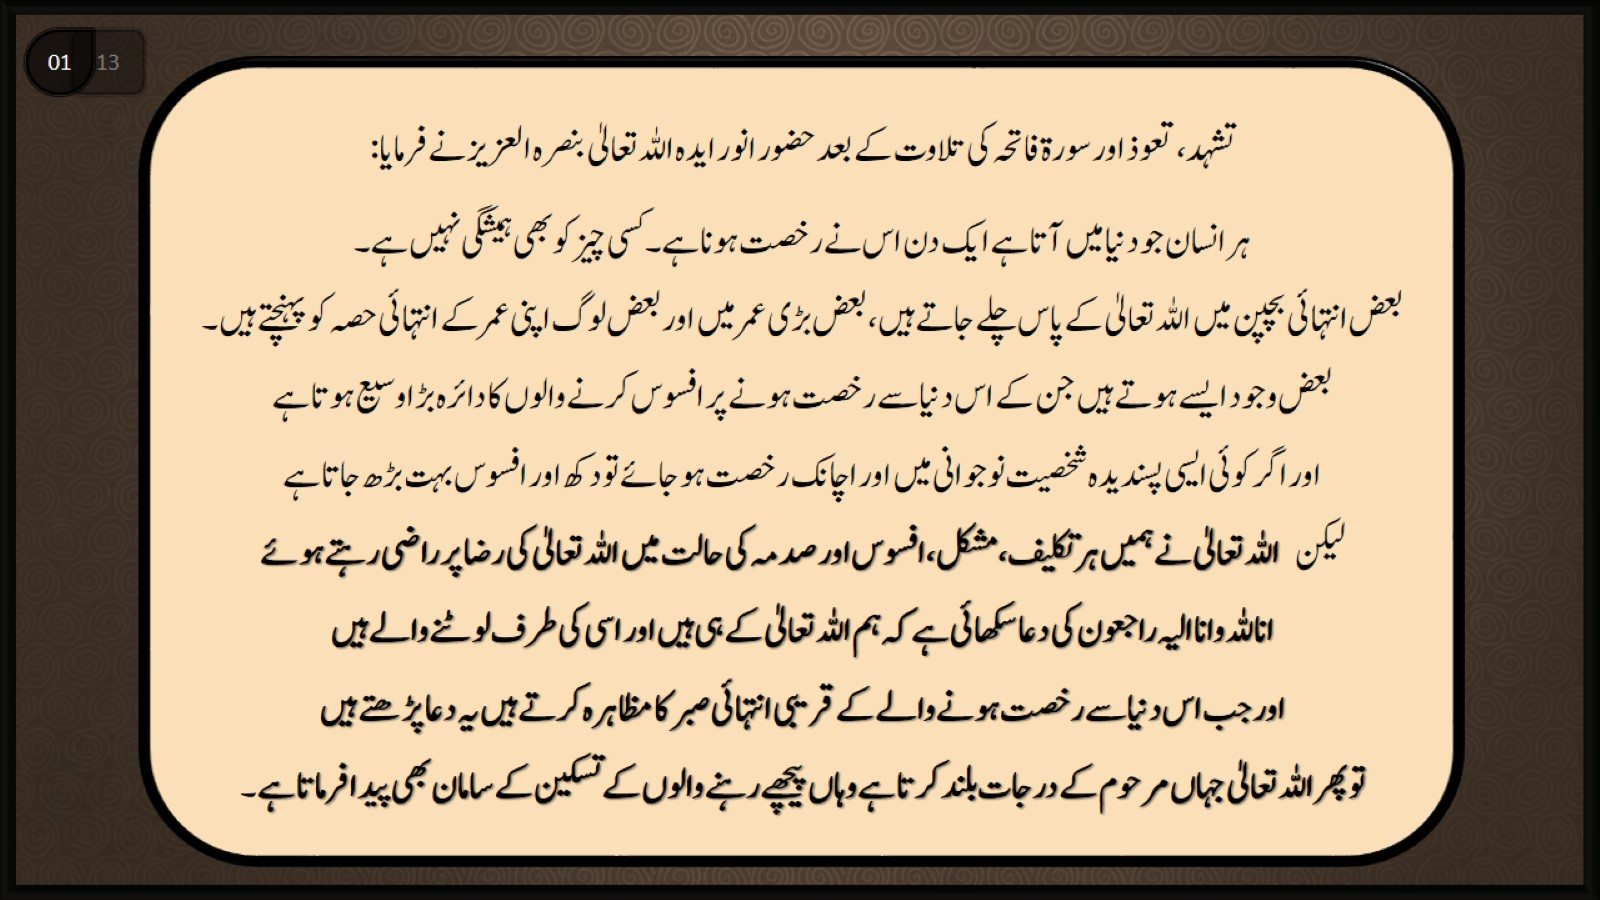 01 13
تشہد، تعوذ اور سورۃ فاتحہ کی تلاوت کے بعد حضور انور ایدہ اللہ تعالیٰ بنصرہ العزیز نے فرمایا:
ہر انسان جو دنیا میں آتا ہے ایک دن اس نے رخصت ہونا ہے۔ کسی چیز کو بھی ہمیشگی نہیں ہے۔
بعض انتہائی بچپن میں اللہ تعالیٰ کے پاس چلے جاتے ہیں، بعض بڑی عمر میں اور بعض لوگ اپنی عمر کے انتہائی حصہ کو پہنچتے ہیں۔
بعض وجود ایسے ہوتے ہیں جن کے اس دنیا سے رخصت ہونے پر افسوس کرنے والوں کا دائرہ بڑا وسیع ہوتا ہے
اور اگر کوئی ایسی پسندیدہ شخصیت نوجوانی میں اور اچانک رخصت ہو جائے تو دکھ اور افسوس بہت بڑھ جاتا ہے
لیکن اللہ تعالیٰ نے ہمیں ہر تکلیف، مشکل، افسوس اور صدمہ کی حالت میں اللہ تعالیٰ کی رضا پر راضی رہتے ہوئے
اناللہ وانا الیہ راجعون کی دعا سکھائی ہے کہ ہم اللہ تعالیٰ کے ہی ہیں اور اسی کی طرف لوٹنے والے ہیں
اور جب اس دنیا سے رخصت ہونے والے کے قریبی انتہائی صبر کا مظاہرہ کرتے ہیں یہ دعا پڑھتے ہیں
تو پھر اللہ تعالیٰ جہاں مرحوم کے درجات بلند کرتا ہے وہاں پیچھے رہنے والوں کے تسکین کے سامان بھی پیدا فرماتا ہے۔